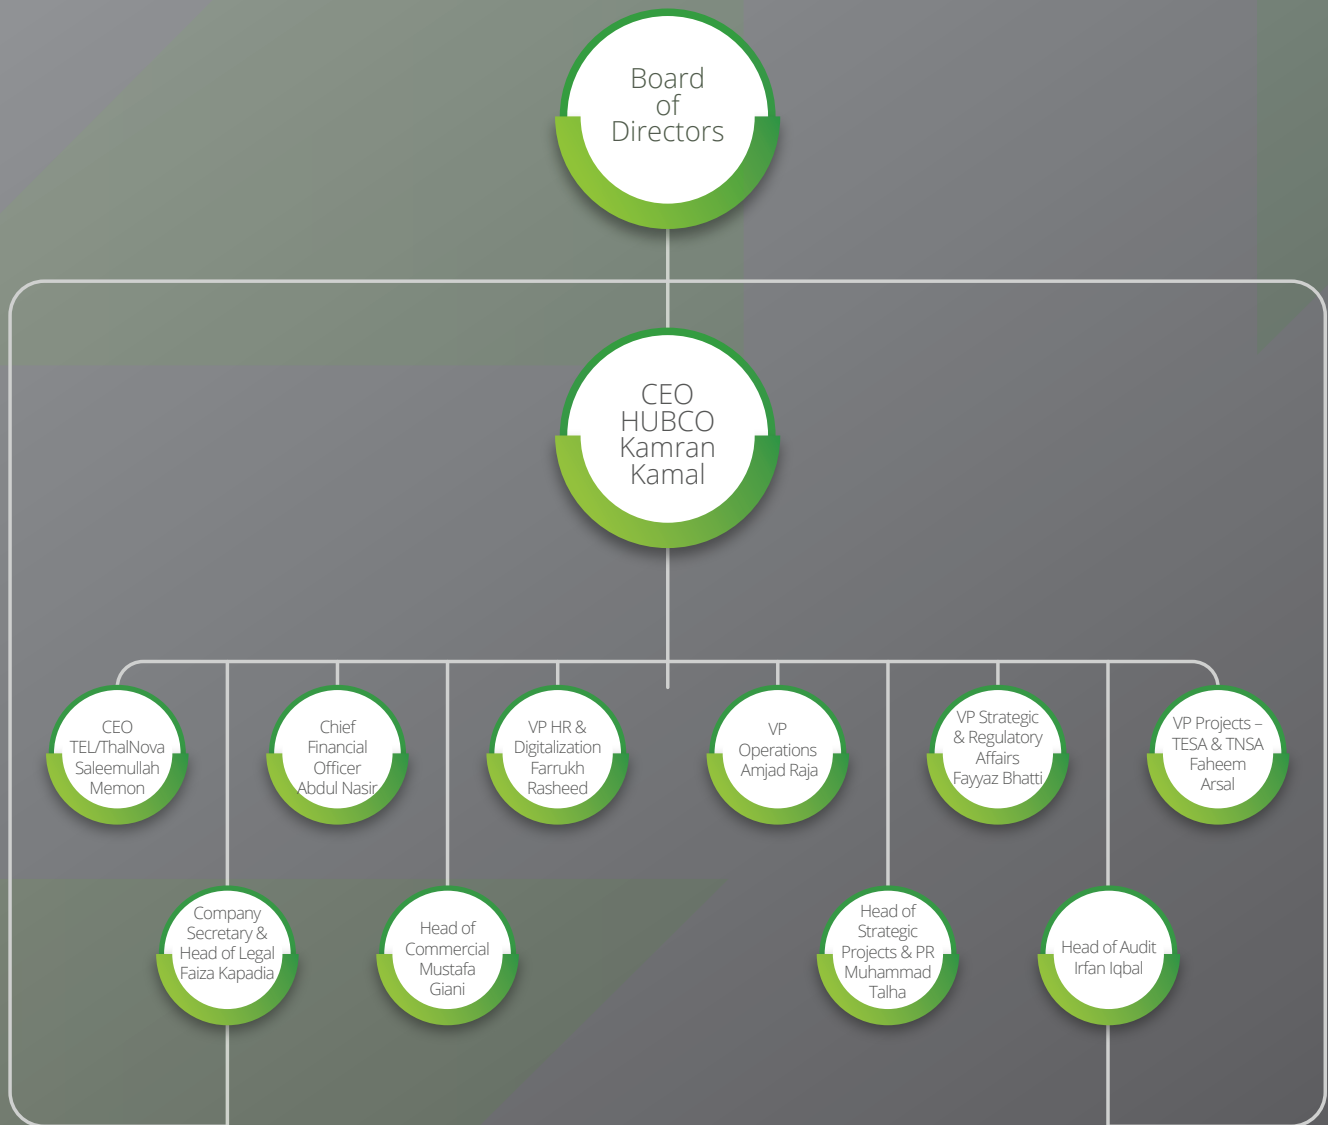 Board
of
Directors
CEO
HUBCO
Kamran
Kamal
CEO
TEL/ThalNova
Saleemullah
Memon
Chief
Financial
Officer
Abdul Nasir
VP HR &
Digitalization
Farrukh
Rasheed
VP
Operations
Amjad Raja
VP Strategic
& Regulatory
Affairs
Fayyaz Bhatti
VP Projects –
TESA & TNSA
Faheem
Arsal
Company
Secretary &
Head of Legal
Faiza Kapadia
Head of
Commercial
Mustafa
Giani
Head of
Strategic
Projects & PR
Muhammad
Talha
Head of Audit
Irfan Iqbal